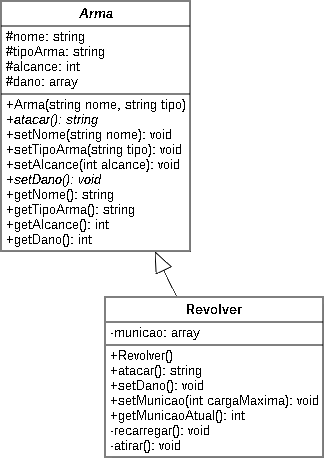 Arma
#nome: string
#tipoArma: string
#alcance: int
#dano: array
+Arma(string nome, string tipo)
+atacar(): string
+setNome(string nome): void
+setTipoArma(string tipo): void
+setAlcance(int alcance): void
+setDano(): void
+getNome(): string
+getTipoArma(): string
+getAlcance(): int
+getDano(): int
Revolver
-municao: array
+Revolver()
+atacar(): string
+setDano(): void
+setMunicao(int cargaMaxima): void
+getMunicaoAtual(): int
-recarregar(): void
-atirar(): void